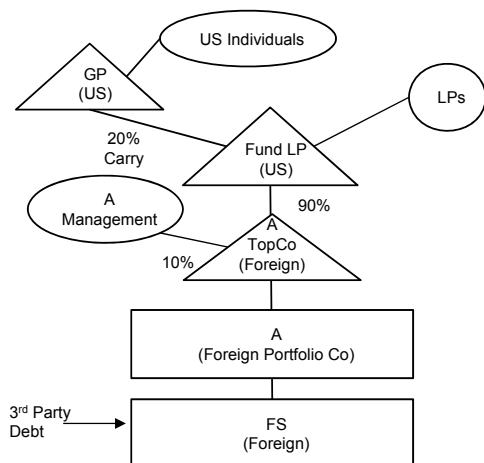 US Individuals
GP
(US)
LPs
20%
Carry
Fund LP
(US)
A
Management
90%
A
TopCo
(Foreign)
10%
A
(Foreign Portfolio Co)
3rd Party
Debt
FS
(Foreign)